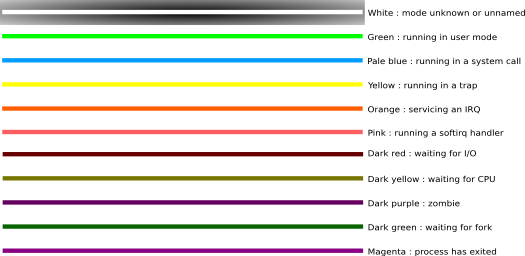 White : mode unknown or unnamed
Green : running in user mode
Pale blue : running in a system call
Yellow : running in a trap
Orange : servicing an IRQ
Pink : running a softirq handler
Dark red : waiting for I/O
Dark yellow : waiting for CPU
Dark purple : zombie
Dark green : waiting for fork
Magenta : process has exited